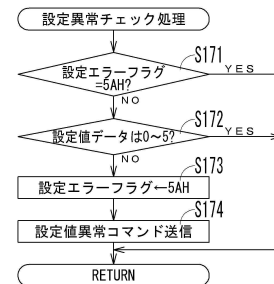 設定異常チェック処理
S171
設定エラーフラグ
=5AH?
YES
NO
S172
設定値データは0～5?
YES
NO
S173
設定エラーフラグ←5AH
S174
設定値異常コマンド送信
RETURN